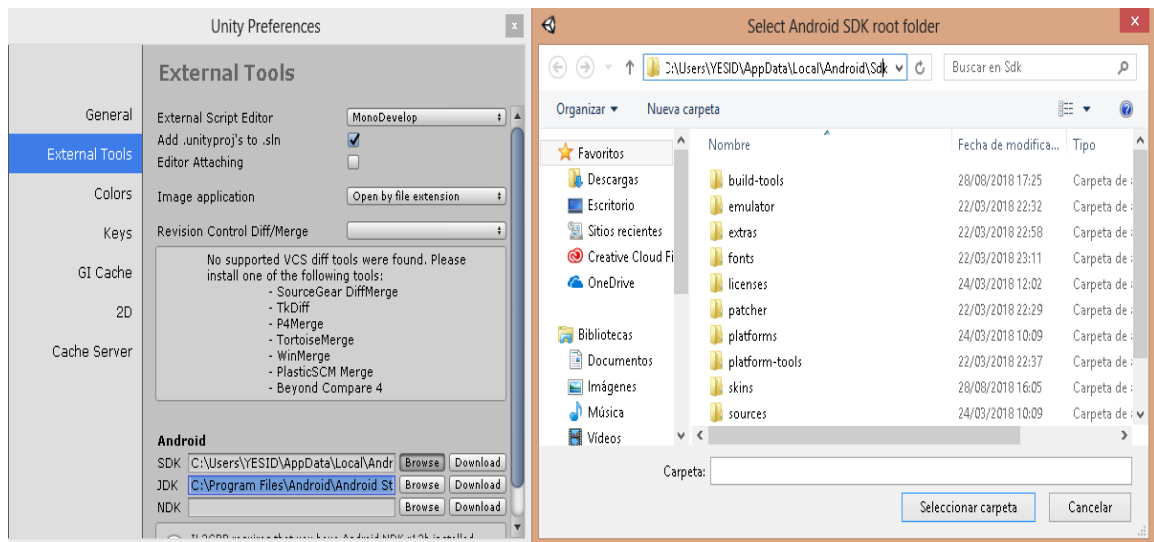 Unity Preferences
x
External Tools
General
External Tools
Colors
Keys
GI Cache
2D
Cache Server
External Script Editor
MonoDevelop
Add .unityproj's to .sln
Editor Attaching
Image application
Open by file extension
Revision Control Diff/Merge
No supported VCS diff tools were found. Please
install one of the following tools:
- SourceGear DiffMerge
- TkDiff
- P4Merge
- TortoiseMerge
- WinMerge
- PlasticSCM Merge
- Beyond Compare 4
Android
SDK C:\Users\YESID\AppData\Local\Andr Browse Download
JDK C:\Program Files\Android\Android St Browse Download
NDK Browse Download
IL2CPP requires that you have Android NDK r13b installed
Select Android SDK root folder
x
:\Users\YESID\AppData\Local\Android\Sdk
Buscar en Sdk
Organizar
Nueva carpeta
Favoritos
Descargas
Escritorio
Sitios recientes
Creative Cloud Fi
OneDrive
Bibliotecas
Documentos
Imágenes
Música
Vídeos
Nombre Fecha de modifica... Tipo
build-tools 28/08/2018 17:25 Carpeta de
emulator 22/03/2018 22:32 Carpeta de
extras 22/03/2018 22:58 Carpeta de
fonts 22/03/2018 23:11 Carpeta de
licenses 24/03/2018 12:02 Carpeta de
patcher 22/03/2018 22:29 Carpeta de
platforms 24/03/2018 10:09 Carpeta de
platform-tools 22/03/2018 22:37 Carpeta de
skins 28/08/2018 16:05 Carpeta de
sources 24/03/2018 10:09 Carpeta de
Carpeta:
Seleccionar carpeta
Cancelar